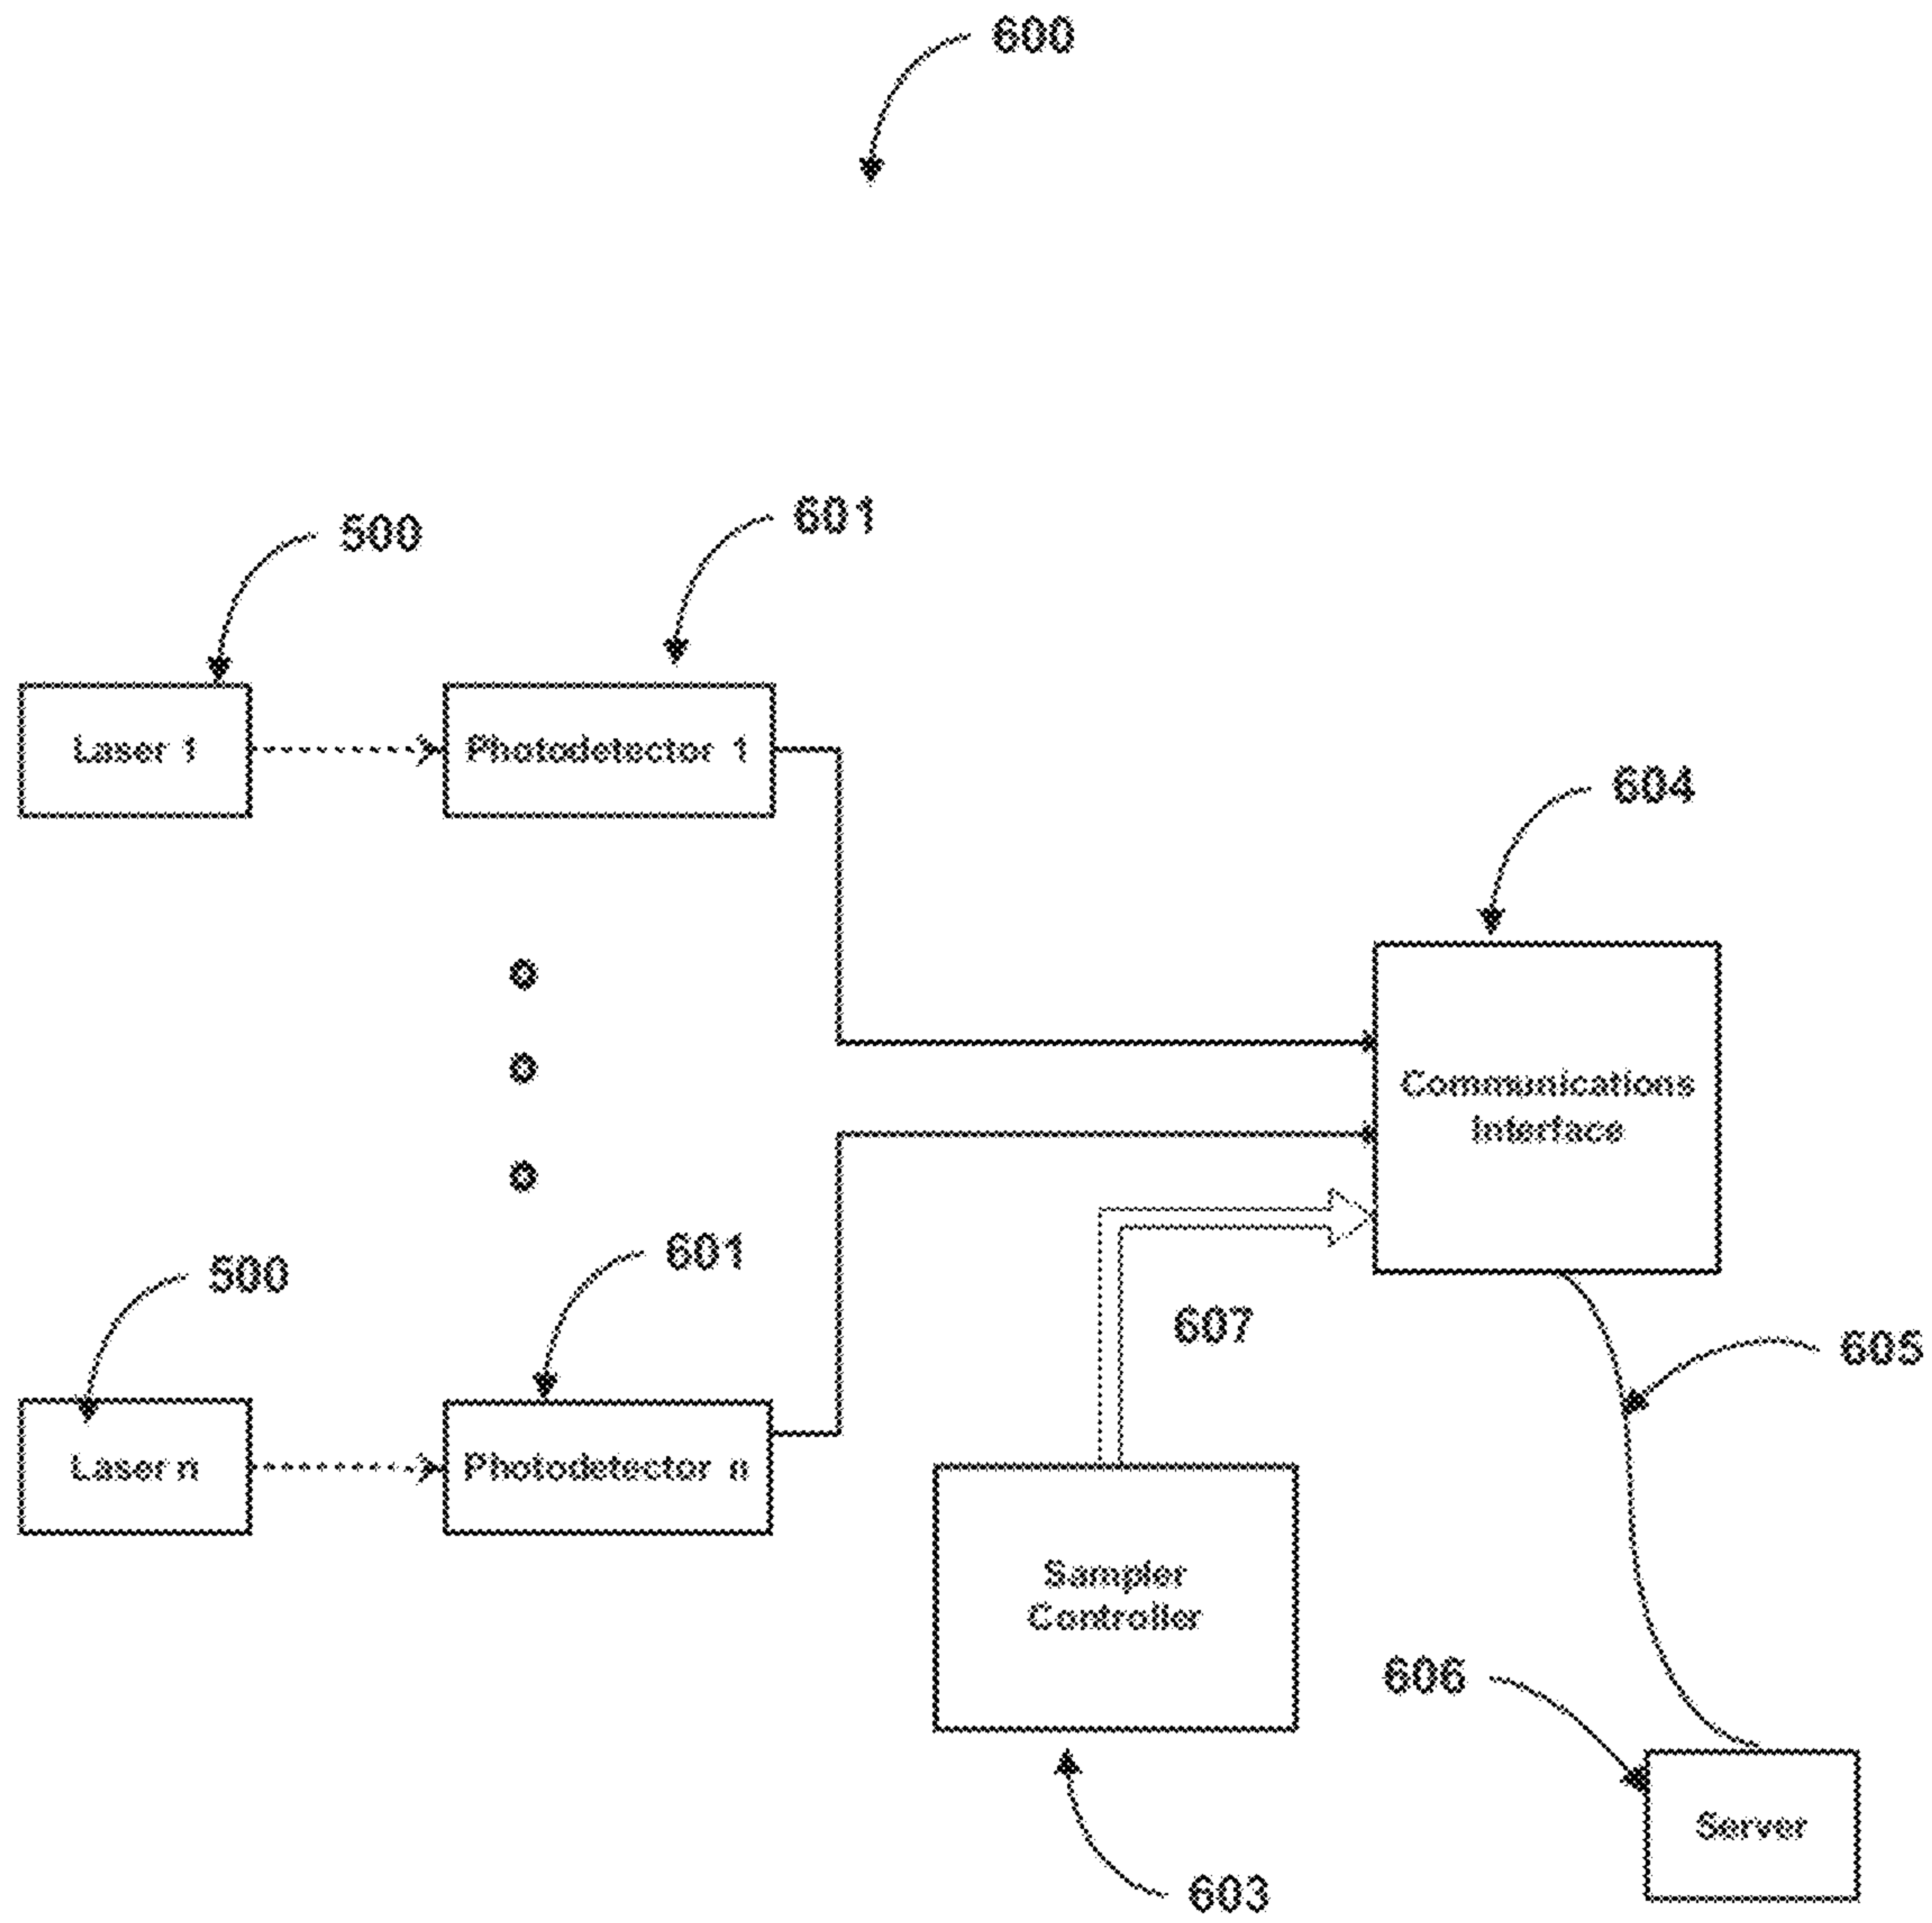 600
500
601
Laser 1
Photodetector 1
604
Communications
Interface
500
601
607
605
Laser n
Photodetector n
Sampler
Controller
606
Server
603